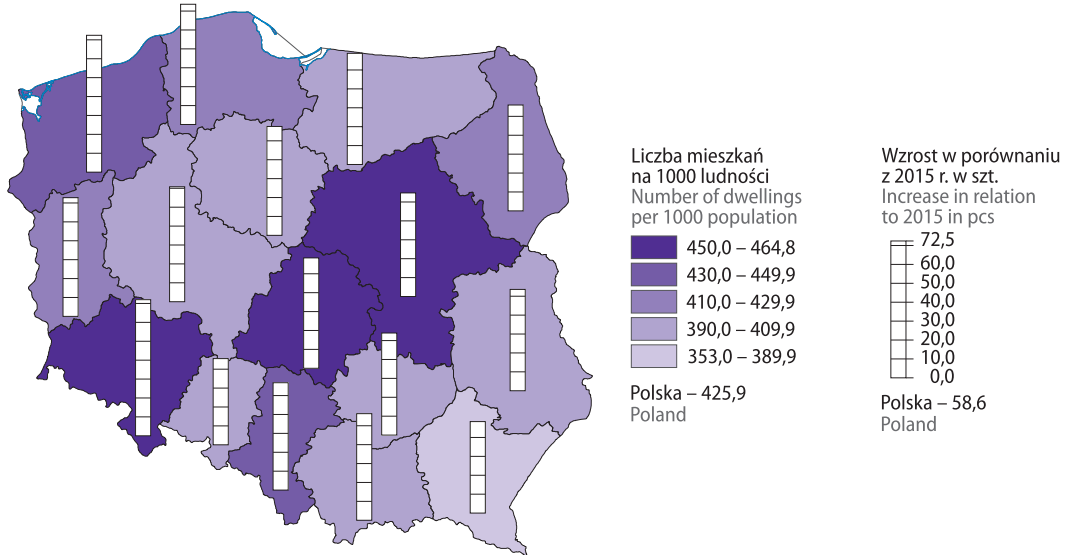 Liczba mieszkań
na 1000 ludności
Number of dwellings
per 1000 population
450,0 – 464,8
430,0 – 449,9
410,0 – 429,9
390,0 – 409,9
353,0 – 389,9
Polska – 425,9
Poland
Wzrost w porównaniu
z 2015 r. w szt.
Increase in relation
to 2015 in pcs
72,5
60,0
50,0
40,0
30,0
20,0
10,0
0,0
Polska – 58,6
Poland